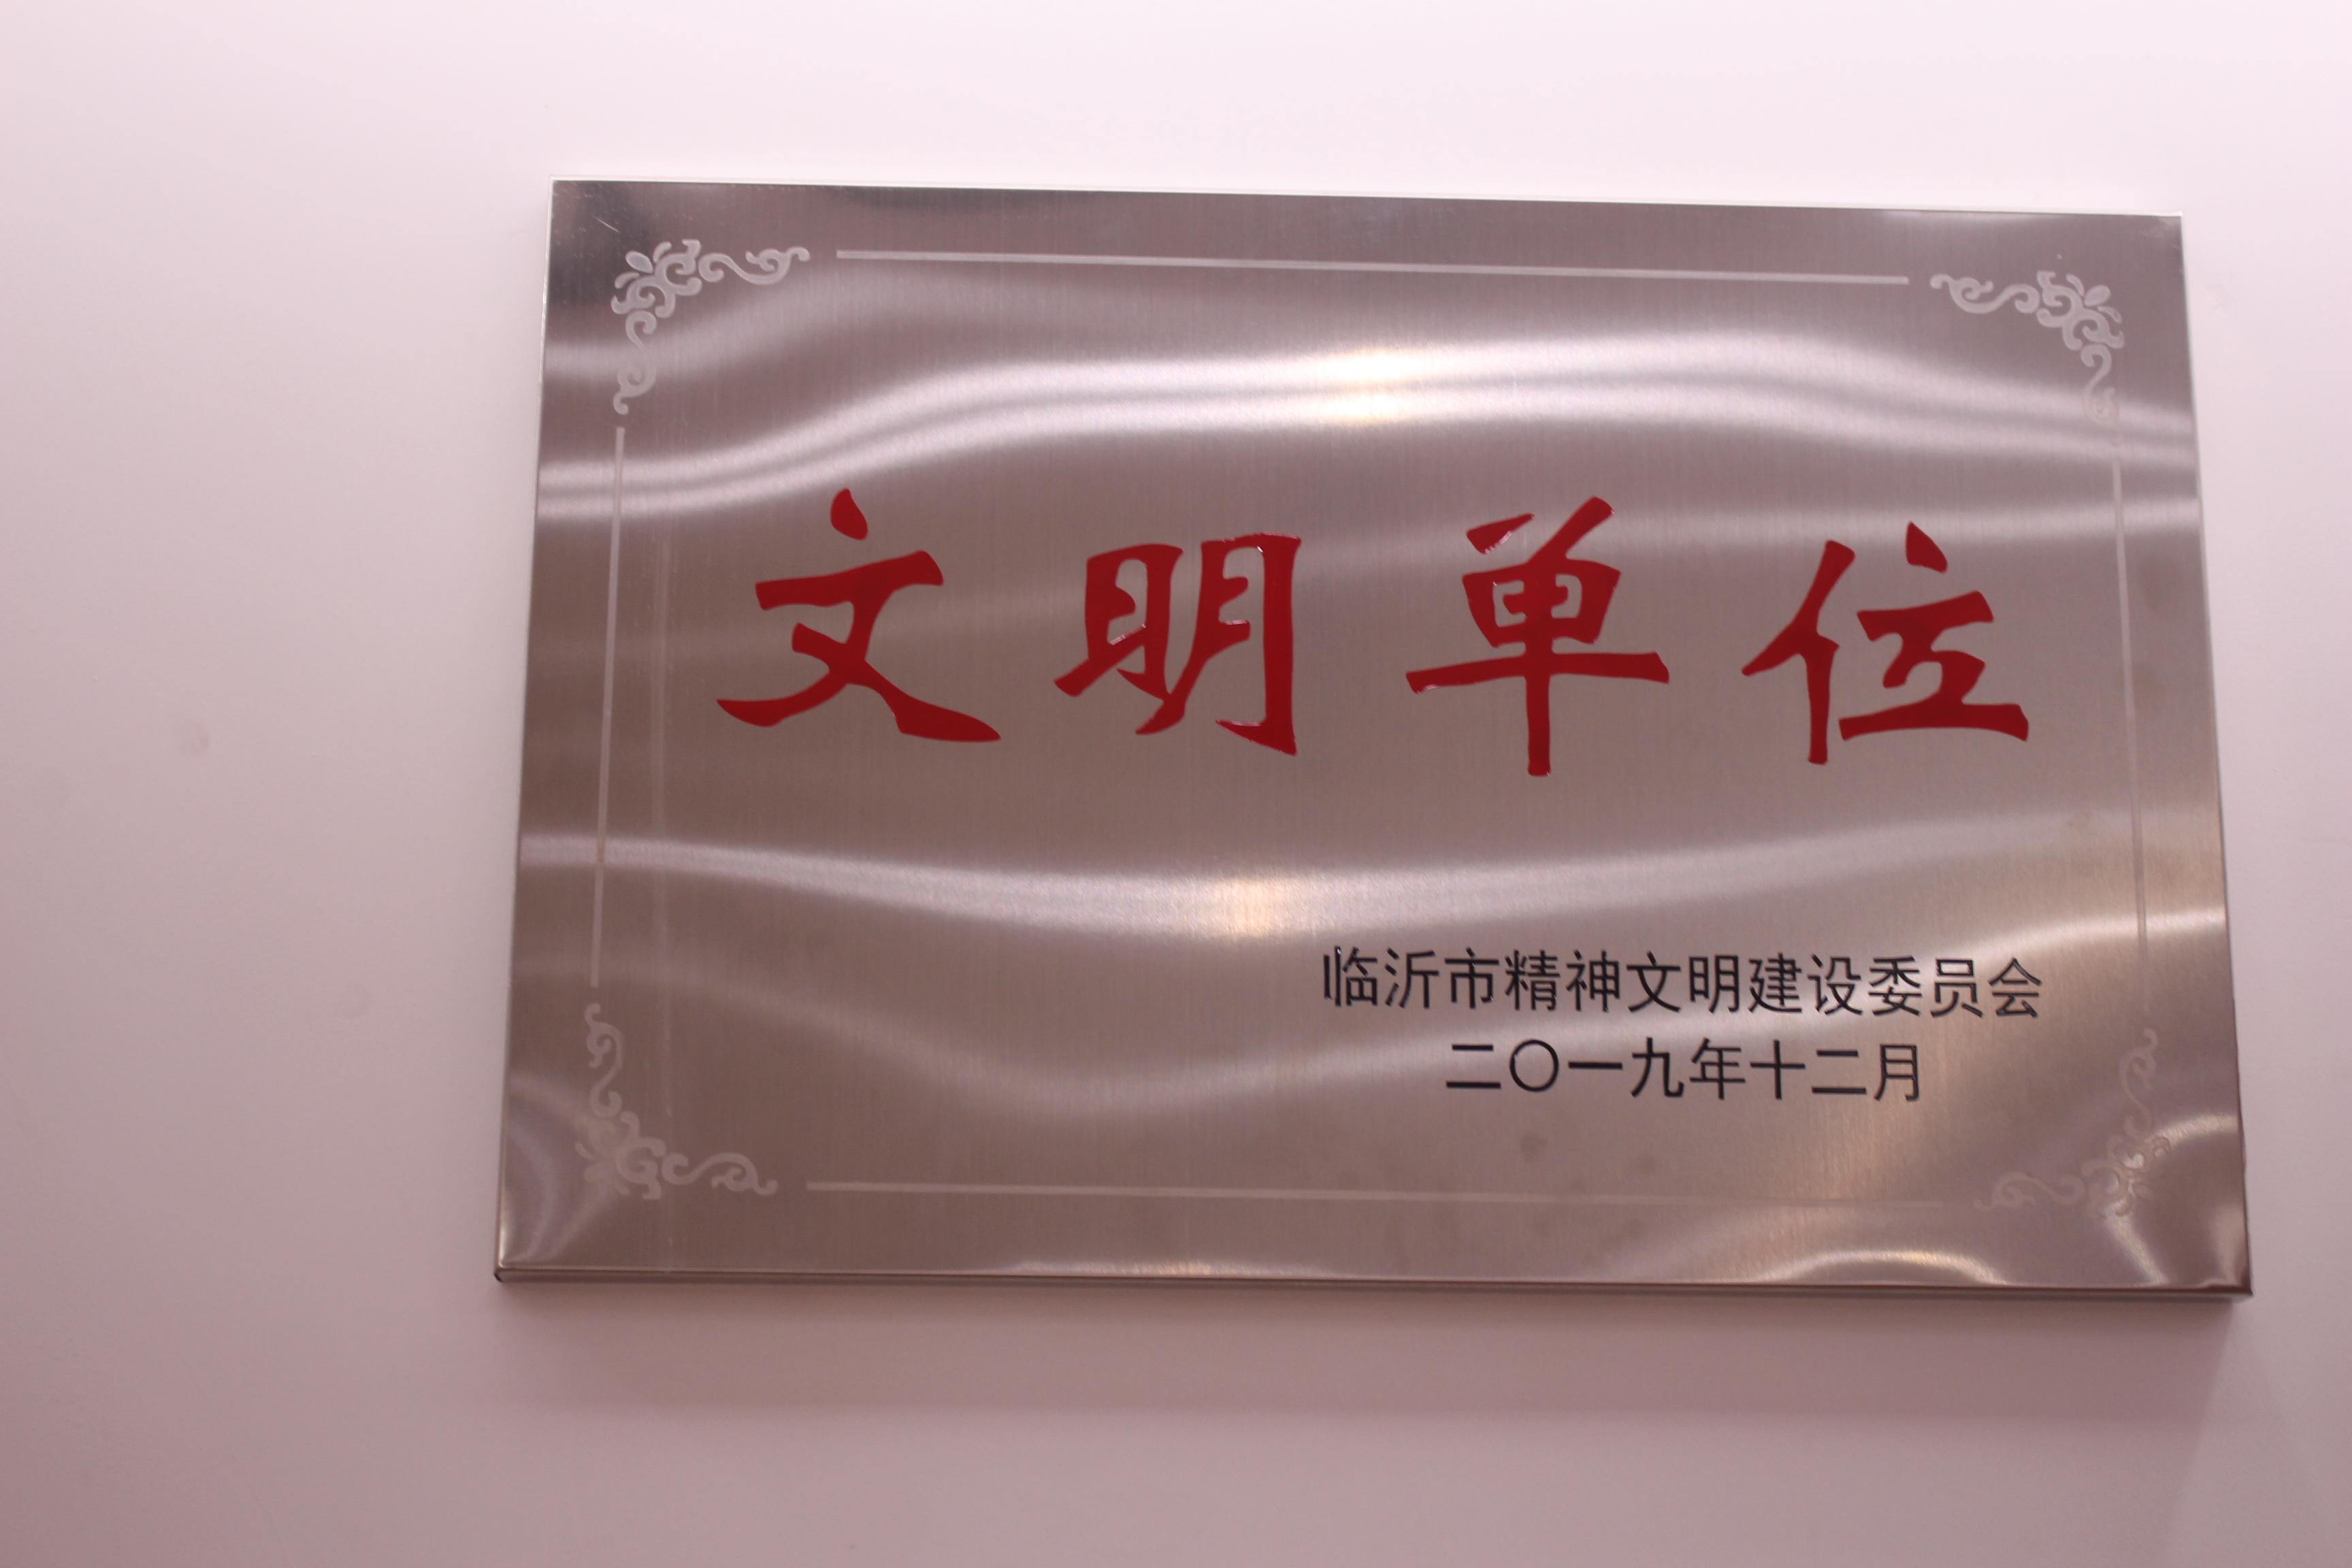 文明单位
临沂市精神文明建设委员会
二〇一九年十二月